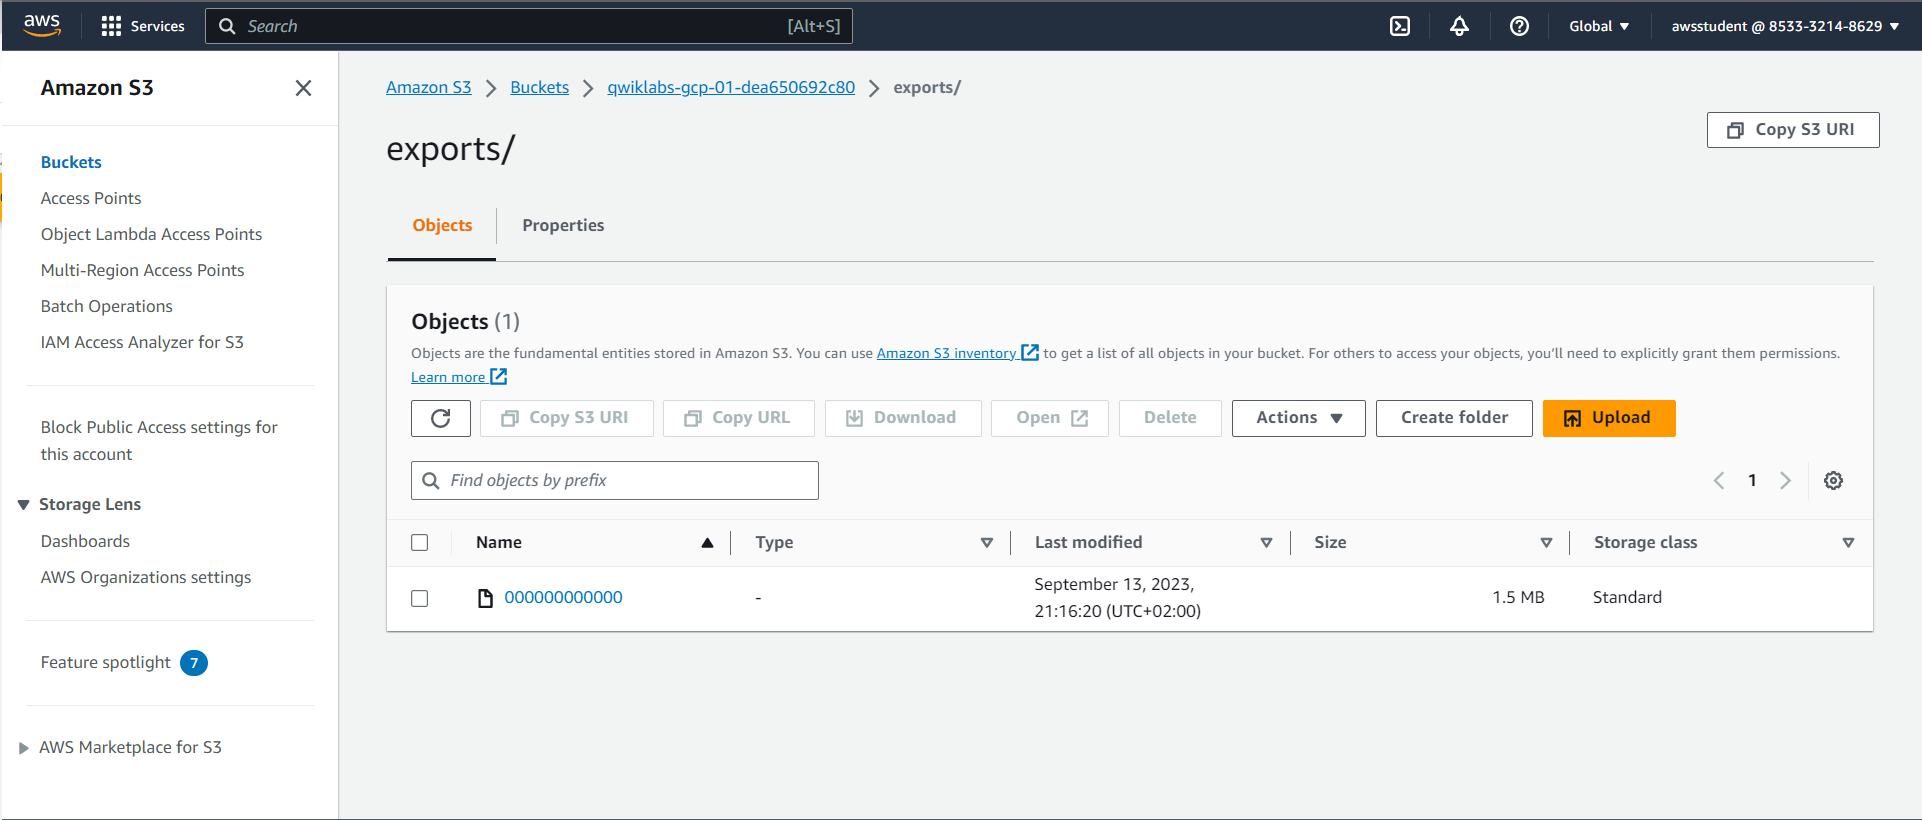 aws
Services
Search
[Alt+S]
Global
awsstudent @ 8533-3214-8629
Amazon S3
Buckets
Access Points
Object Lambda Access Points
Multi-Region Access Points
Batch Operations
IAM Access Analyzer for S3
Block Public Access settings for
this account
Storage Lens
Dashboards
AWS Organizations settings
Feature spotlight 7
AWS Marketplace for S3
Amazon S3 > Buckets > qwiklabs-gcp-01-dea650692c80 > exports/
exports/
Copy S3 URI
Objects
Properties
Objects (1)
Objects are the fundamental entities stored in Amazon S3. You can use Amazon S3 inventory to get a list of all objects in your bucket. For others to access your objects, you'll need to explicitly grant them permissions.
Learn more
Copy S3 URI
Copy URL
Download
Open
Delete
Actions
Create folder
Upload
Find objects by prefix
1
Name
Type
Last modified
Size
Storage class
000000000000
-
September 13, 2023,
21:16:20 (UTC+02:00)
1.5 MB
Standard